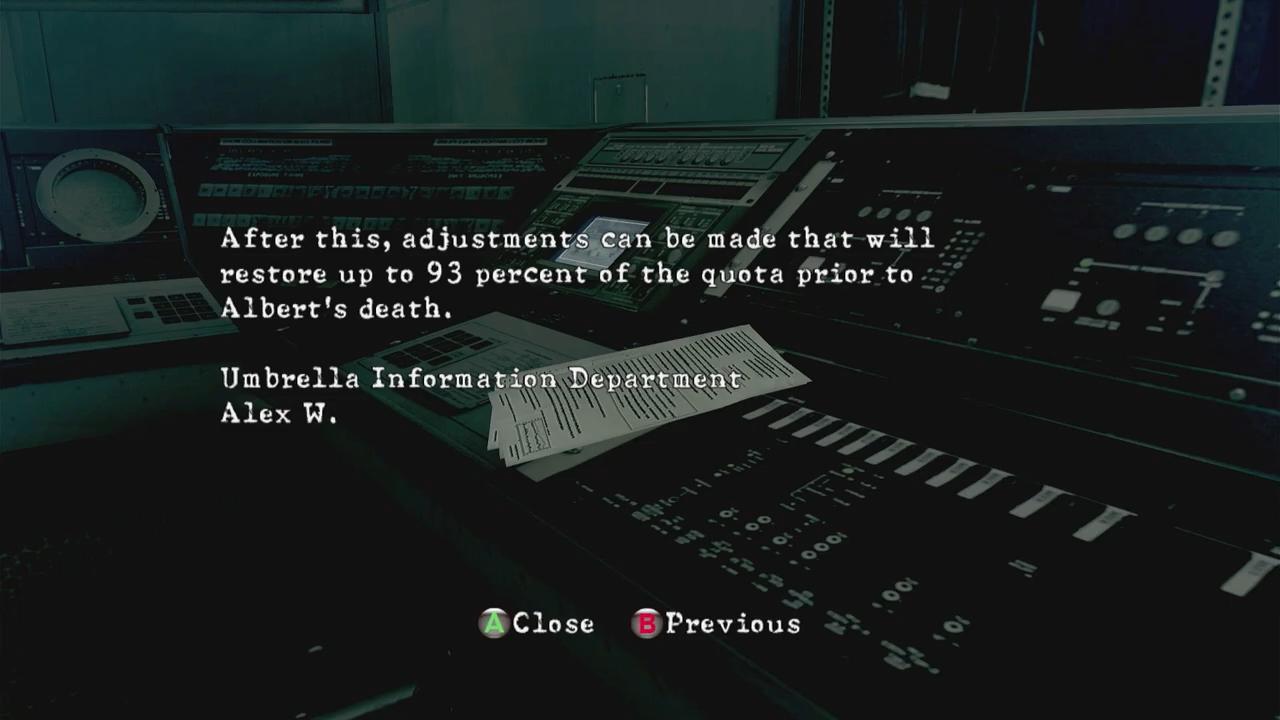 After this, adjustments can be made that will
restore up to 93 percent of the quota prior to
Albert's death.
Umbrella Information Department
Alex W.
A Close B Previous